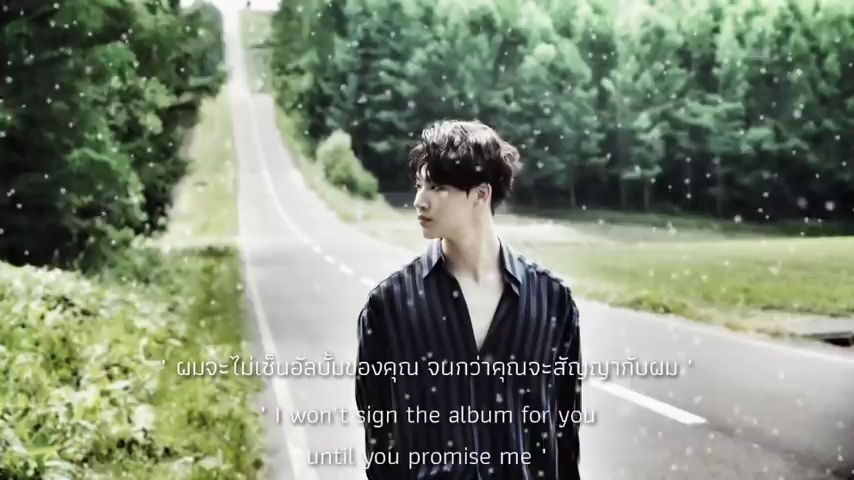 ' ผมจะไม่เซ็นอัลบั้มของคุณ จนกว่าคุณจะสัญญากับผม '
' I won't sign the album for you
until you promise me '